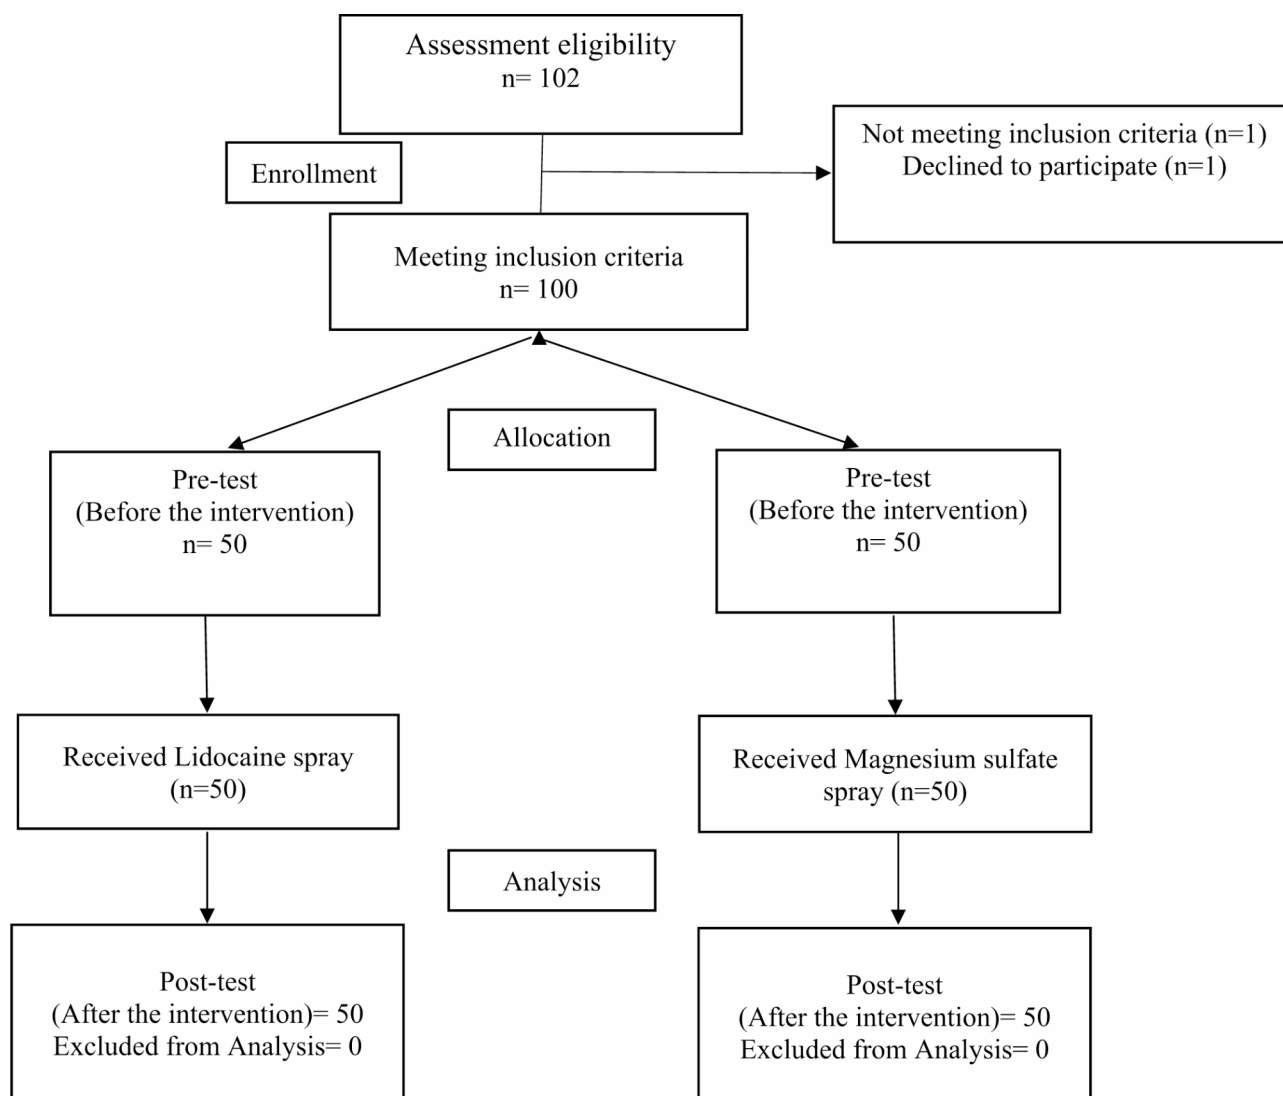 Assessment eligibility
n= 102
Not meeting inclusion criteria (n=1)
Declined to participate (n=1)
Enrollment
Meeting inclusion criteria
n= 100
Allocation
Pre-test
(Before the intervention)
n= 50
Pre-test
(Before the intervention)
n= 50
Received Lidocaine spray
(n=50)
Received Magnesium sulfate
spray (n=50)
Analysis
Post-test
(After the intervention)= 50
Excluded from Analysis= 0
Post-test
(After the intervention)= 50
Excluded from Analysis= 0